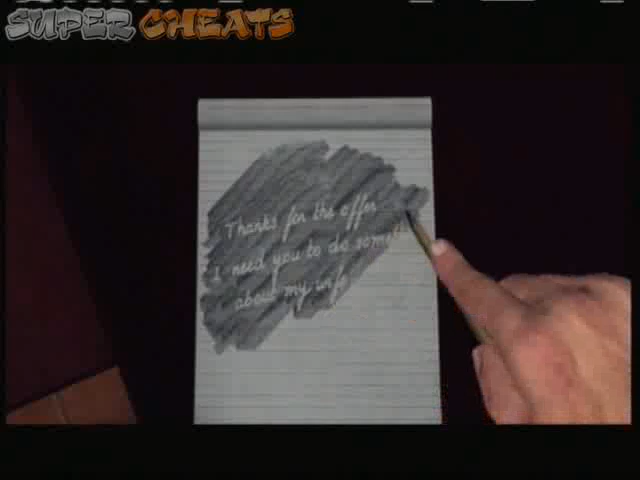 SUPER CHEATS
Thanks for the offer
I need you to do some
about my wife